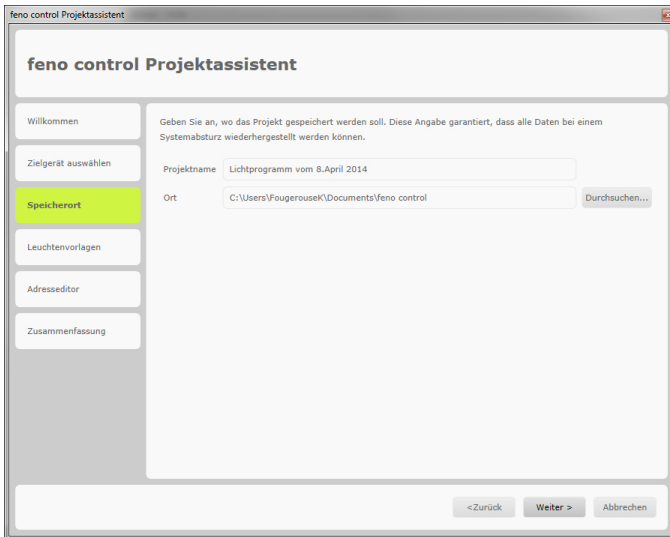 feno control Projektassistent
feno control Projektassistent
Willkommen
Geben Sie an, wo das Projekt gespeichert werden soll. Diese Angabe garantiert, dass alle Daten bei einem
Systemabsturz wiederhergestellt werden können.
Zielgerät auswählen
Projektname Lichtprogramm vom 8.April 2014
Speicherort
Ort C:\Users\FougerouseK\Documents\feno control Durchsuchen...
Leuchtenvorlagen
Adresseditor
Zusammenfassung
<Zurück Weiter > Abbrechen